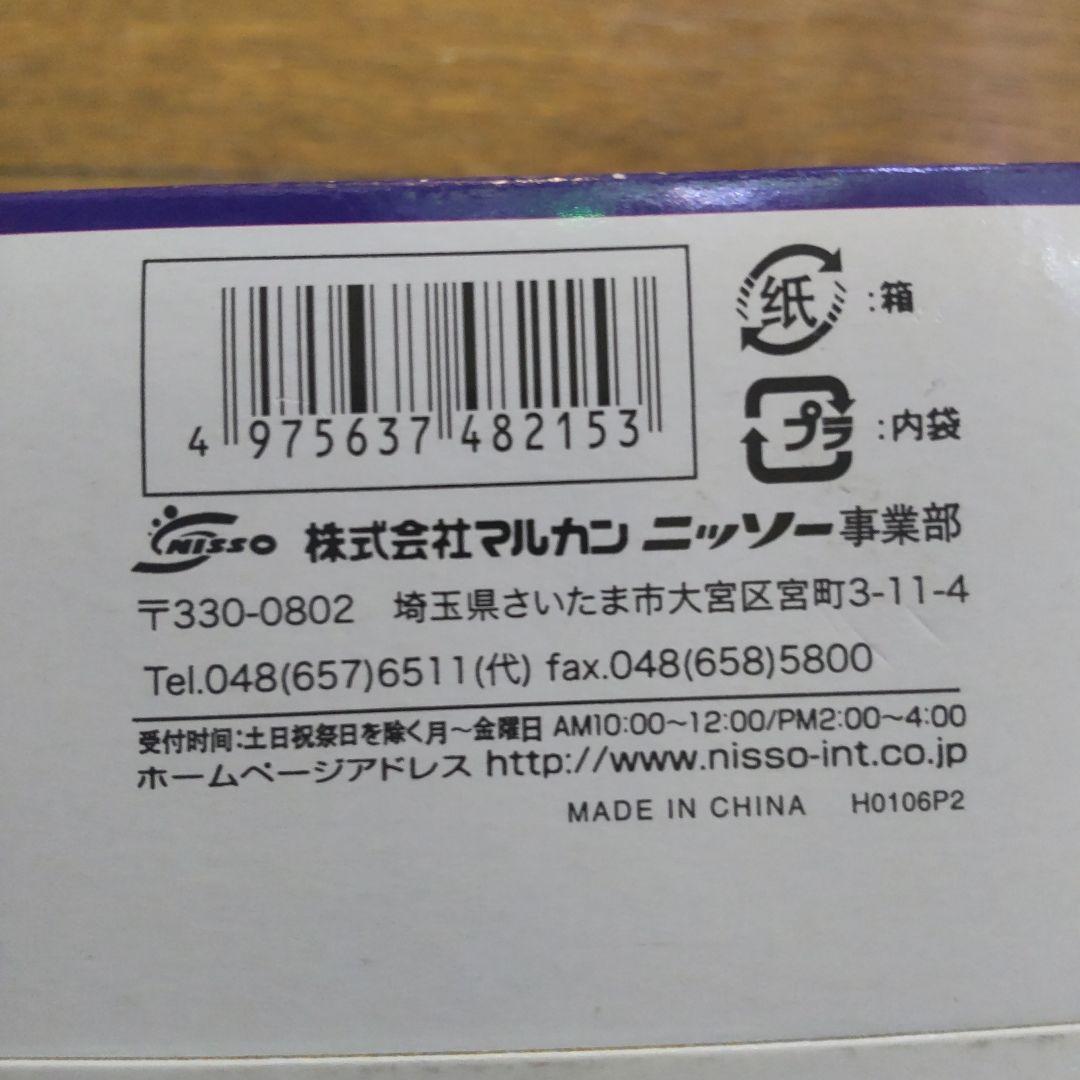 4 975637 482153
纸 :箱
プラ :内袋
NISSO 株式会社マルカン ニッソー事業部
〒330-0802 埼玉県さいたま市大宮区宮町3-11-4
Tel.048(657)6511(代) fax.048(658)5800
受付时间:土日祝祭日を除く月～金曜日 AM10:00～12:00/PM2:00～4:00
ホームページアドレス http://www.nisso-int.co.jp
MADE IN CHINA H0106P2